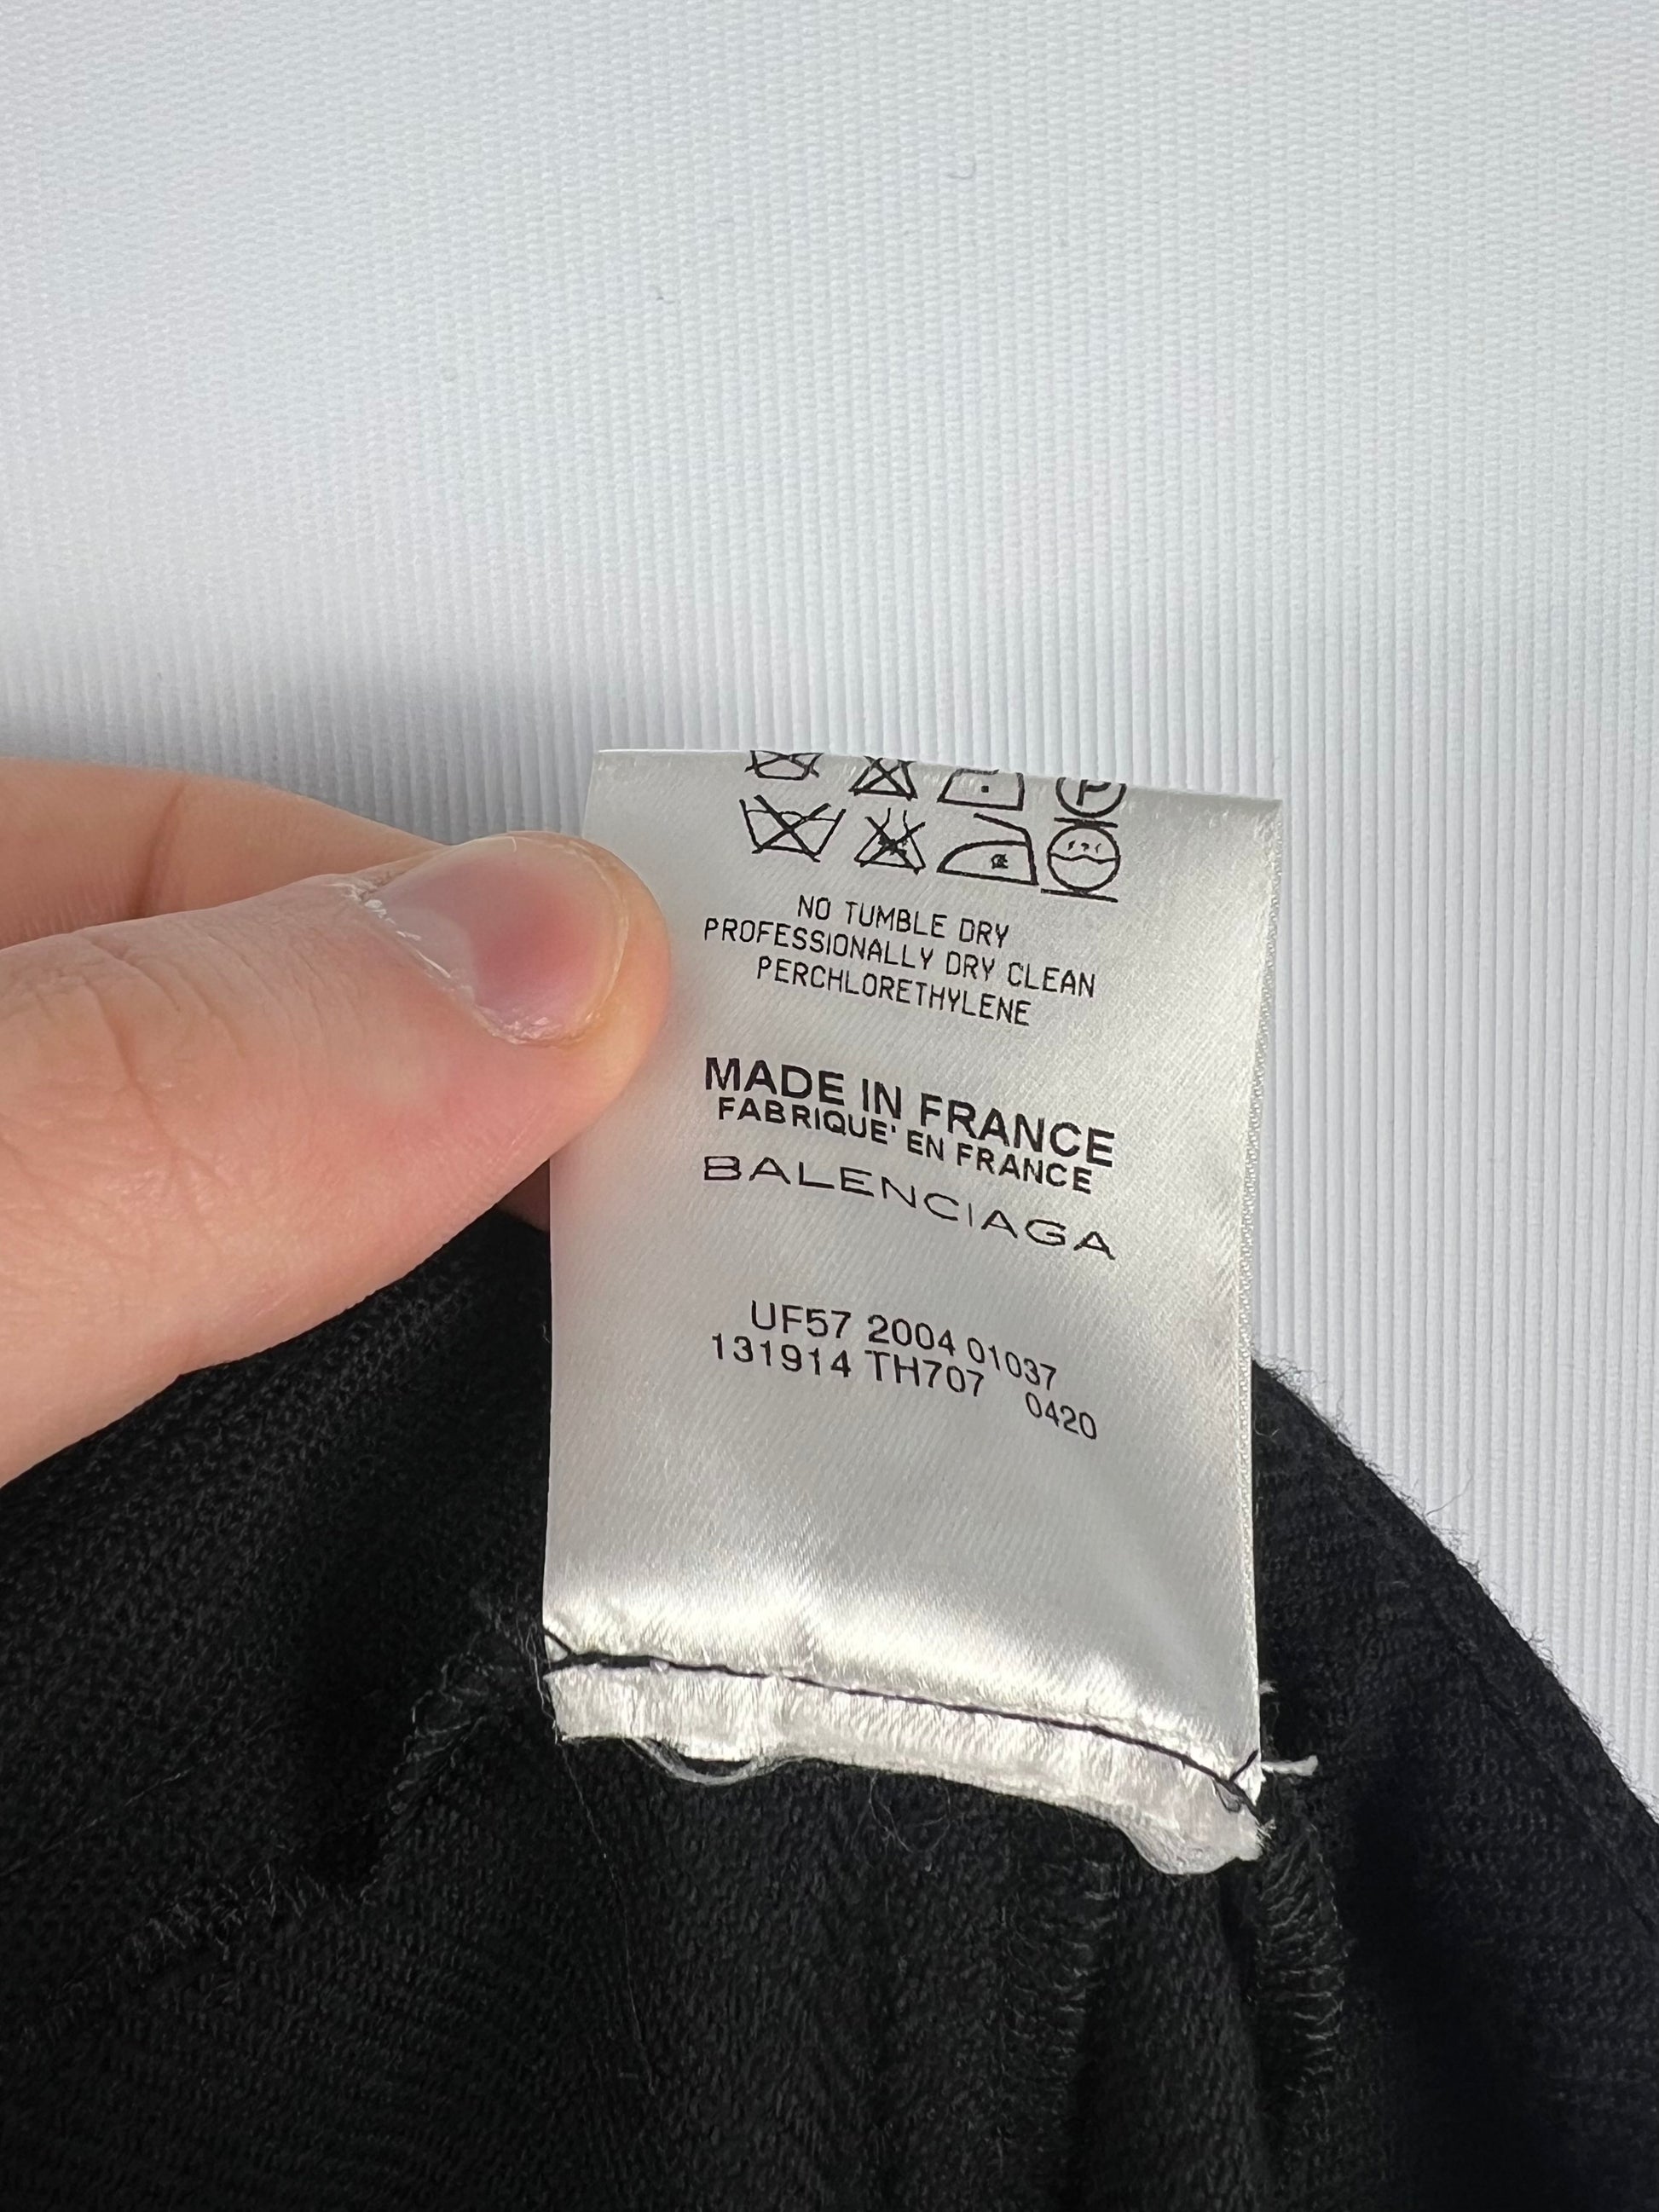 P
NO TUMBLE DRY
PROFESSIONALLY DRY CLEAN
PERCHLORETHYLENE
MADE IN FRANCE
FABRIQUE' EN FRANCE
BALENCIAGA
UF57 2004 01037
131914 TH707 0420